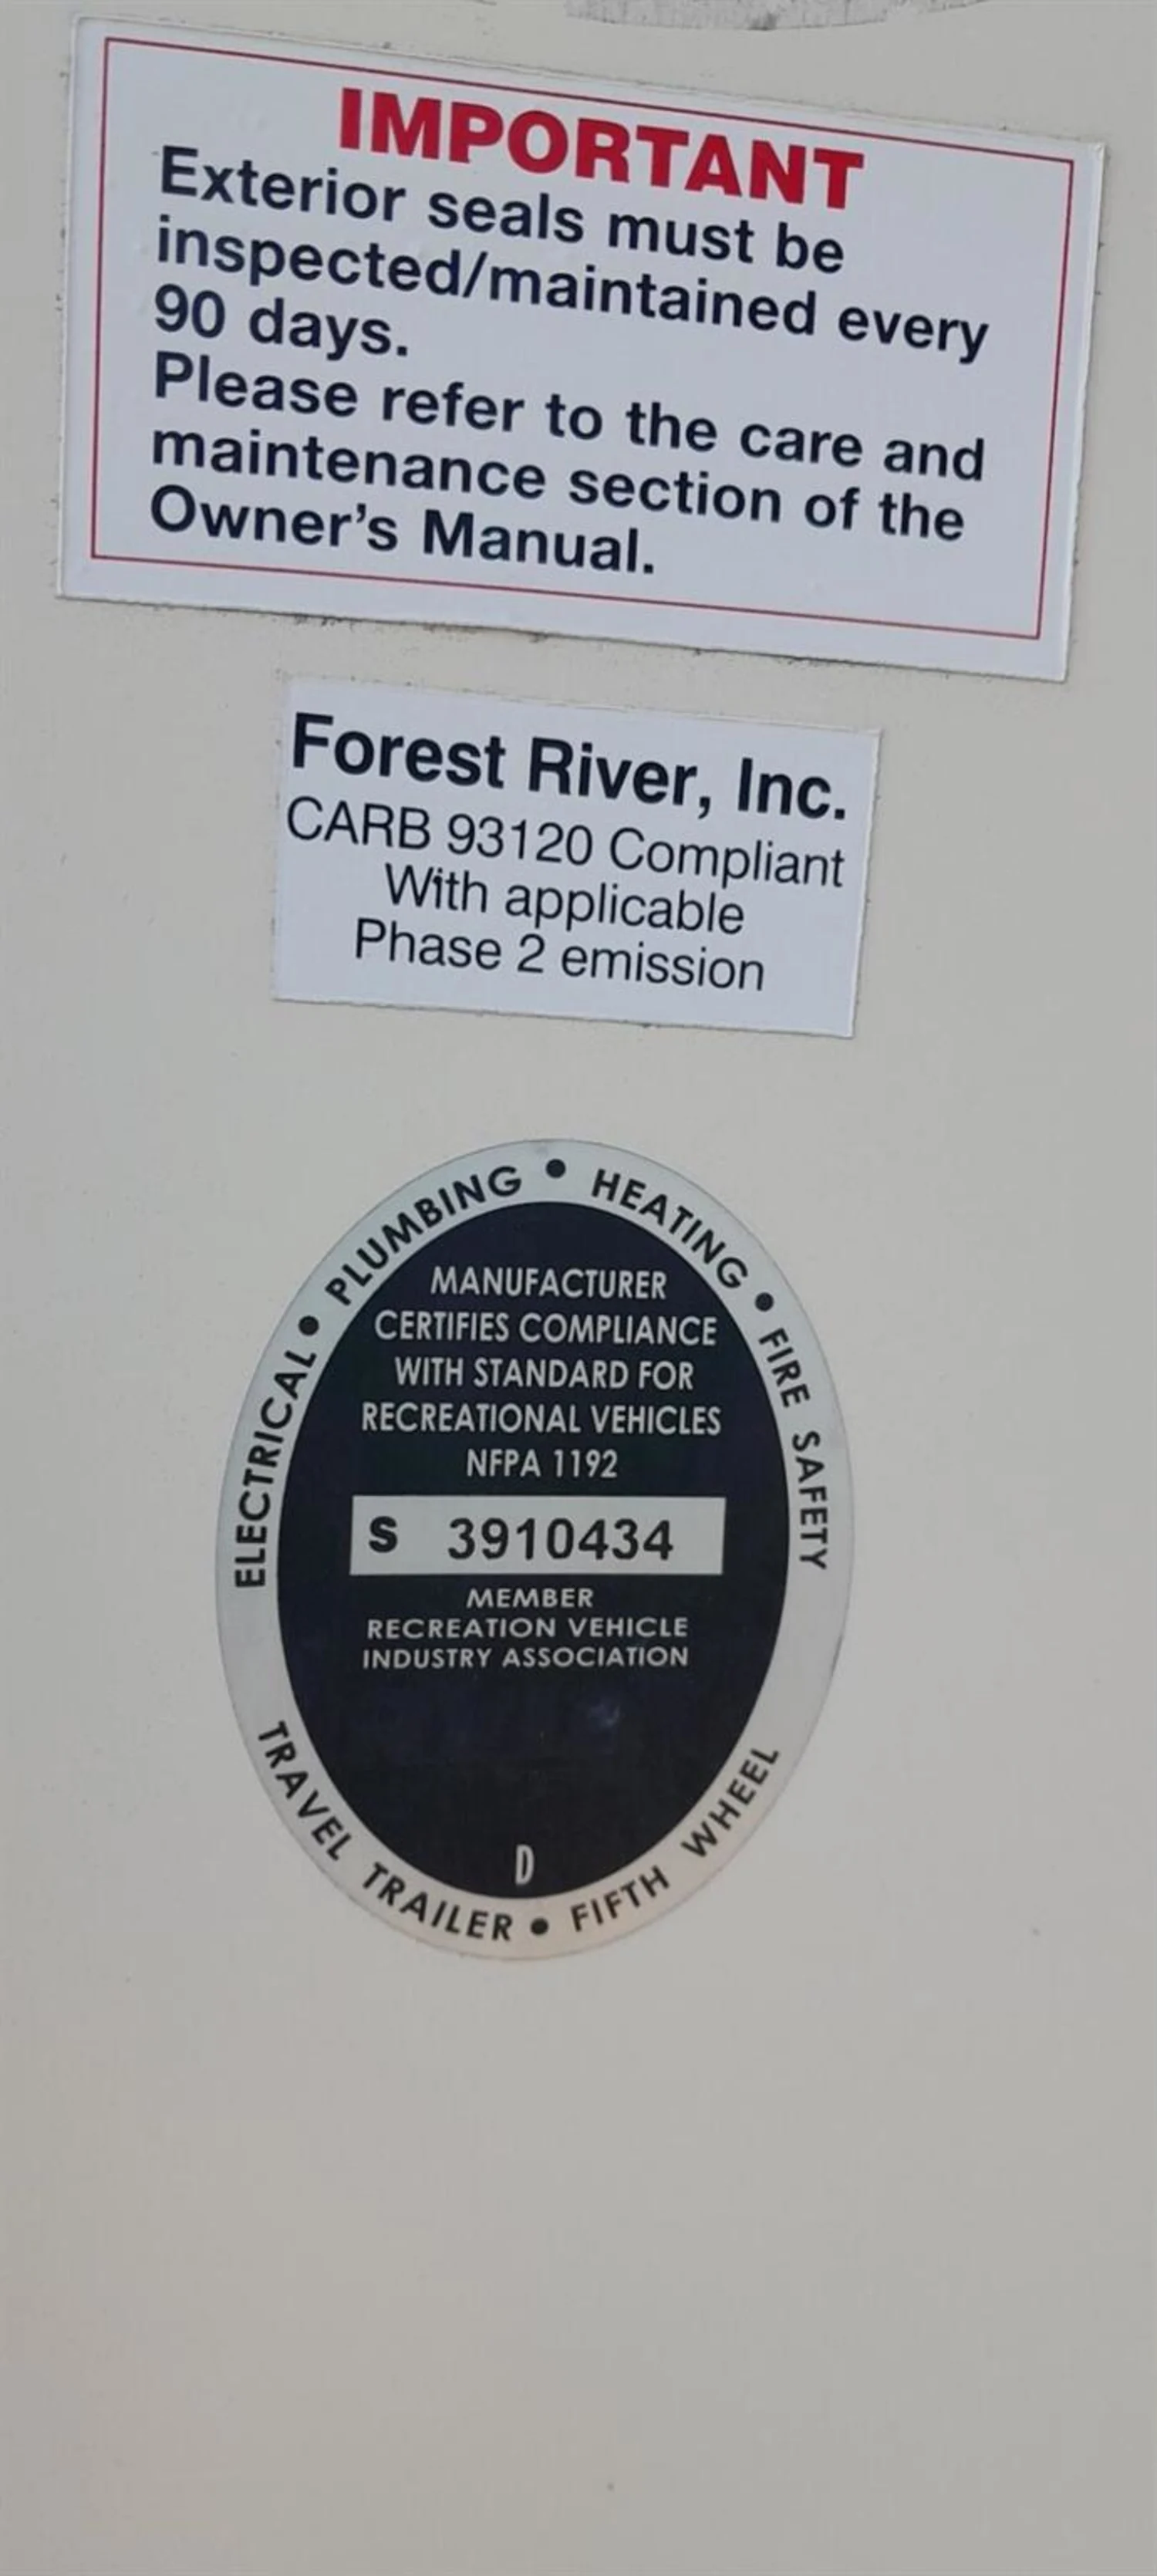 IMPORTANT
Exterior seals must be
inspected/maintained every
90 days.
Please refer to the care and
maintenance section of the
Owner's Manual.
Forest River, Inc.
CARB 93120 Compliant
With applicable
Phase 2 emission
ELECTRICAL • PLUMBING • HEATING • FIRE SAFETY
MANUFACTURER
CERTIFIES COMPLIANCE
WITH STANDARD FOR
RECREATIONAL VEHICLES
NFPA 1192
S 3910434
MEMBER
RECREATION VEHICLE
INDUSTRY ASSOCIATION
D
TRAVEL TRAILER • FIFTH WHEEL